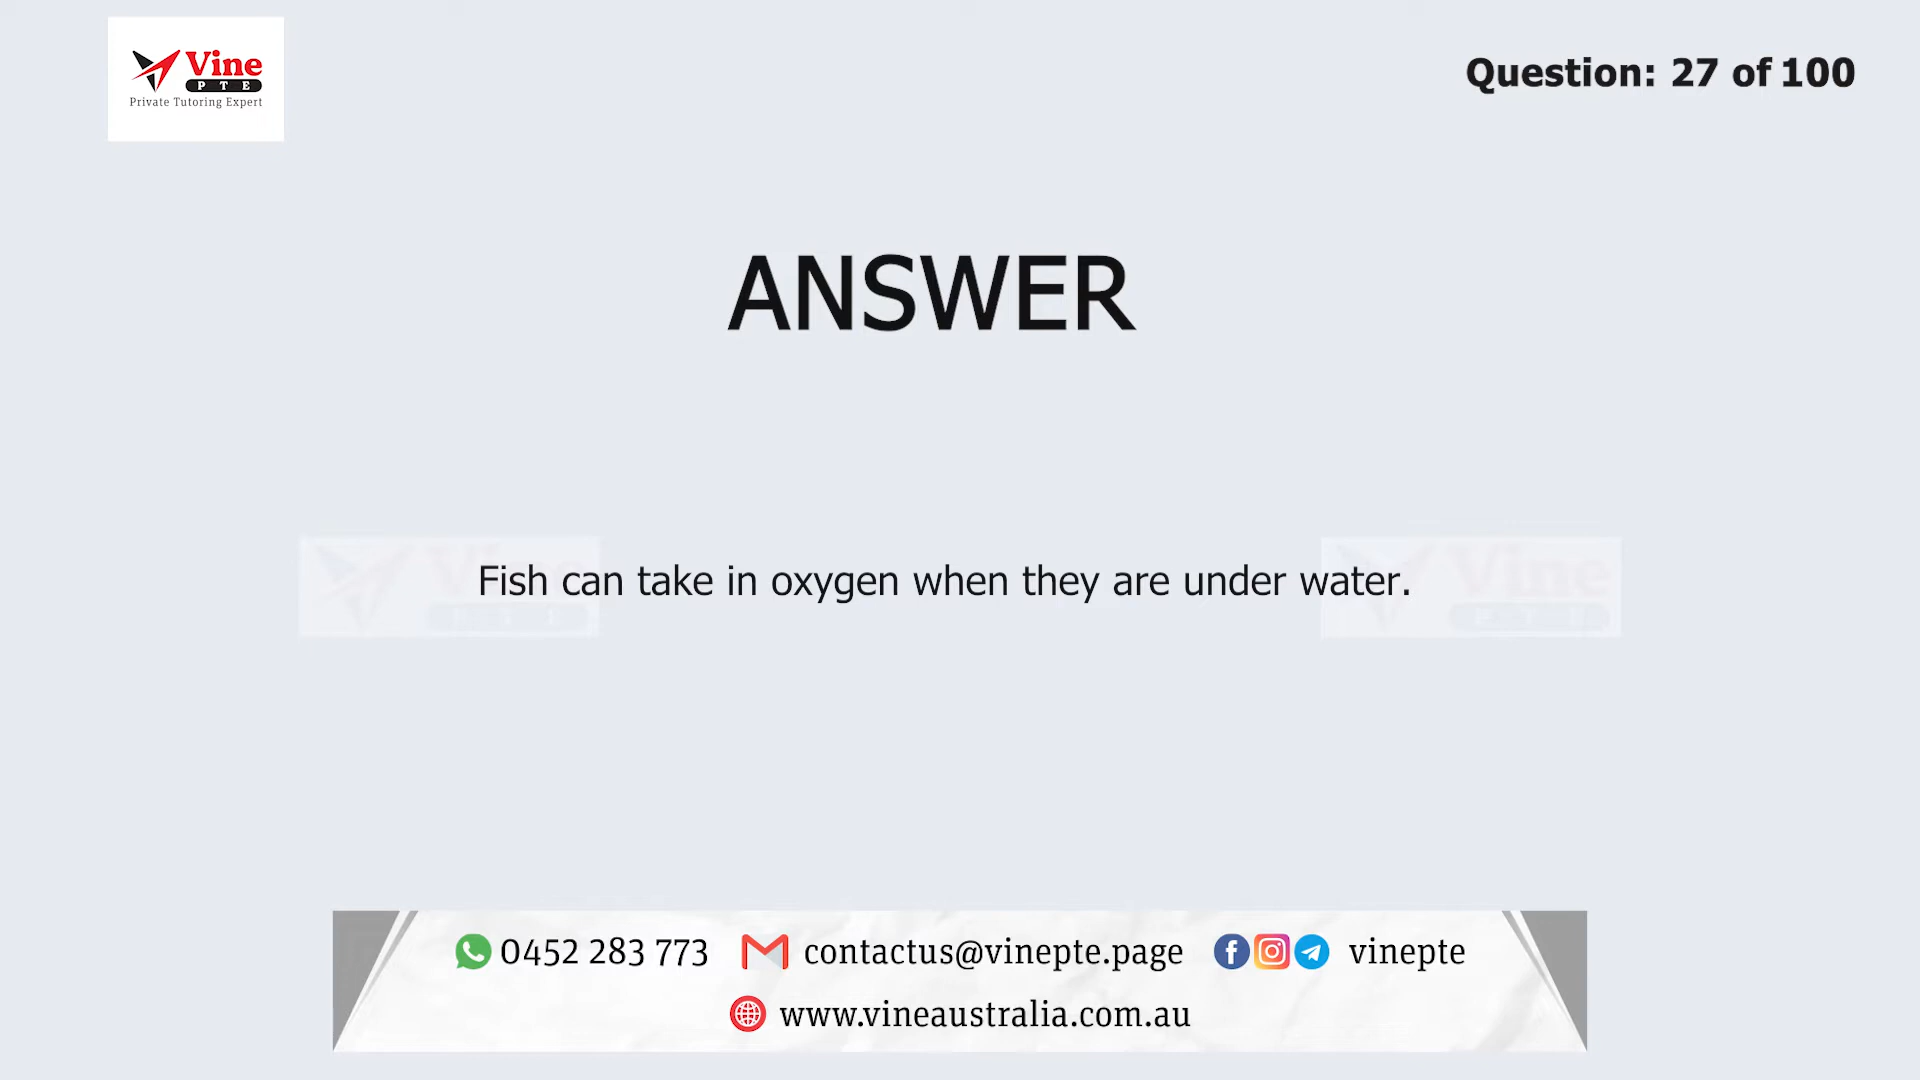 Vine
PTE
Private Tutoring Expert
Question: 27 of 100
ANSWER
Fish can take in oxygen when they are under water.
0452 283 773 contactus@vinepte.page vinepte
www.vineaustralia.com.au